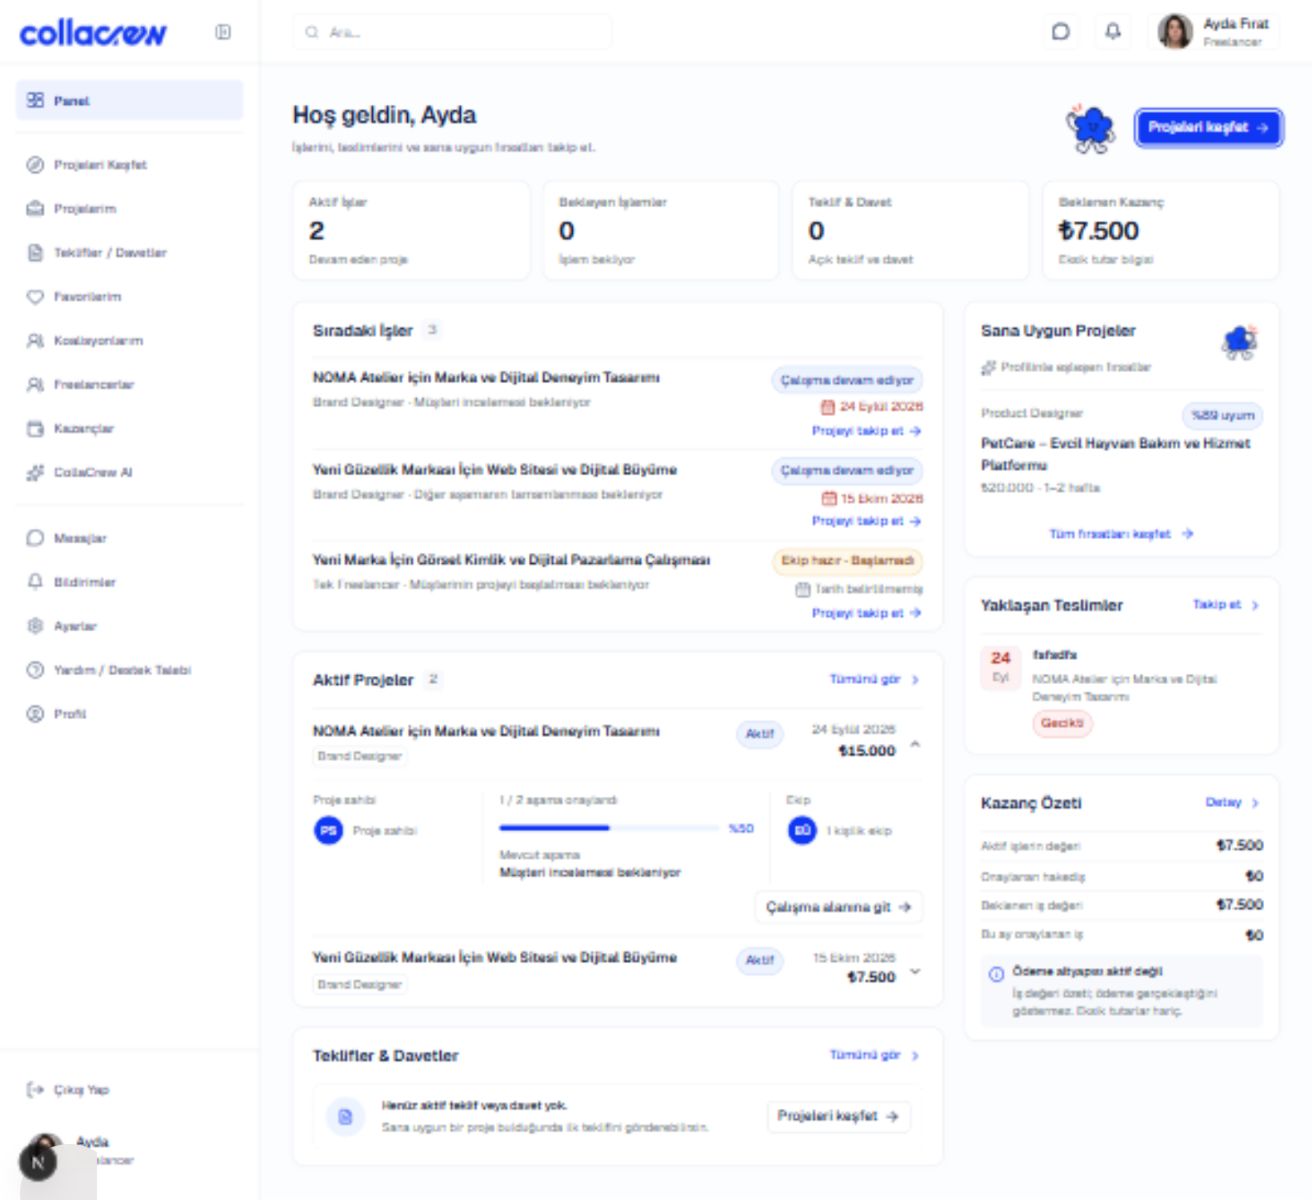 collacrew
Ara...
Ayda Fırat
Freelancer
Panel
Projeleri Keşfet
Projelerim
Teklifler / Davetler
Favorilerim
Koalisyonlarım
Freelancerlar
Kazançlar
CollaCrew AI
Mesajlar
Bildirimler
Ayarlar
Yardım / Destek Talebi
Profil
Çıkış Yap
Ayda
N
Hoş geldin, Ayda
İşlerini, teslimlerini ve sana uygun fırsatları takip et.
Projeleri keşfet →
Aktif İşler
2
Devam eden proje
Bekleyen İşlemler
0
İşlem bekliyor
Teklif & Davet
0
Açık teklif ve davet
Beklenen Kazanç
₺7.500
Eksik tutar bilgisi
Sıradaki İşler 3
NOMA Atelier için Marka ve Dijital Deneyim Tasarımı
Brand Designer · Müşteri incelemesi bekleniyor
Çalışma devam ediyor
24 Eylül 2026
Projeyi takip et →
Yeni Güzellik Markası İçin Web Sitesi ve Dijital Büyüme
Brand Designer · Diğer aşamanın tamamlanması bekleniyor
Çalışma devam ediyor
15 Ekim 2026
Projeyi takip et →
Yeni Marka İçin Görsel Kimlik ve Dijital Pazarlama Çalışması
Tek freelancer · Müşterinin projeyi başlatması bekleniyor
Ekip hazır · Başlamadı
Tarih belirtilmemiş
Projeyi takip et →
Aktif Projeler 2
Tümünü gör >
NOMA Atelier için Marka ve Dijital Deneyim Tasarımı
Brand Designer
Aktif
24 Eylül 2026
₺15.000
Proje sahibi
PS Proje sahibi
1 / 2 aşama onaylandı
%50
Mevcut aşama
Müşteri incelemesi bekleniyor
Ekip
1 kişilik ekip
Çalışma alanına git →
Yeni Güzellik Markası İçin Web Sitesi ve Dijital Büyüme
Brand Designer
Aktif
15 Ekim 2026
₺7.500
Teklifler & Davetler
Tümünü gör >
Henüz aktif teklif veya davet yok.
Sana uygun bir proje bulduğunda ilk teklifini gönderebilirsin.
Projeleri keşfet →
Sana Uygun Projeler
Profilinle eşleşen fırsatlar
Product Designer
%89 uyum
PetCare – Evcil Hayvan Bakım ve Hizmet
Platformu
₺20.000 · 1–2 hafta
Tüm fırsatları keşfet →
Yaklaşan Teslimler
Takip et >
24
Eyl
NOMA Atelier için Marka ve Dijital
Deneyim Tasarımı
Gecikti
Kazanç Özeti
Detay >
Aktif işlerin değeri
₺7.500
Onaylanan hakediş
₺0
Beklenen iş değeri
₺7.500
Bu ay onaylanan iş
₺0
Ödeme altyapısı aktif değil
İş değeri özeti; ödeme gerçekleştiğini
göstermez. Eksik tutarlar hariç.